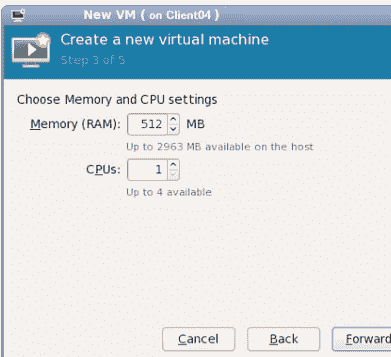 New VM ( on Client04 )
Create a new virtual machine
Step 3 of 5
Choose Memory and CPU settings
Memory (RAM): 512 MB
Up to 2963 MB available on the host
CPUs: 1
Up to 4 available
Cancel Back Forward